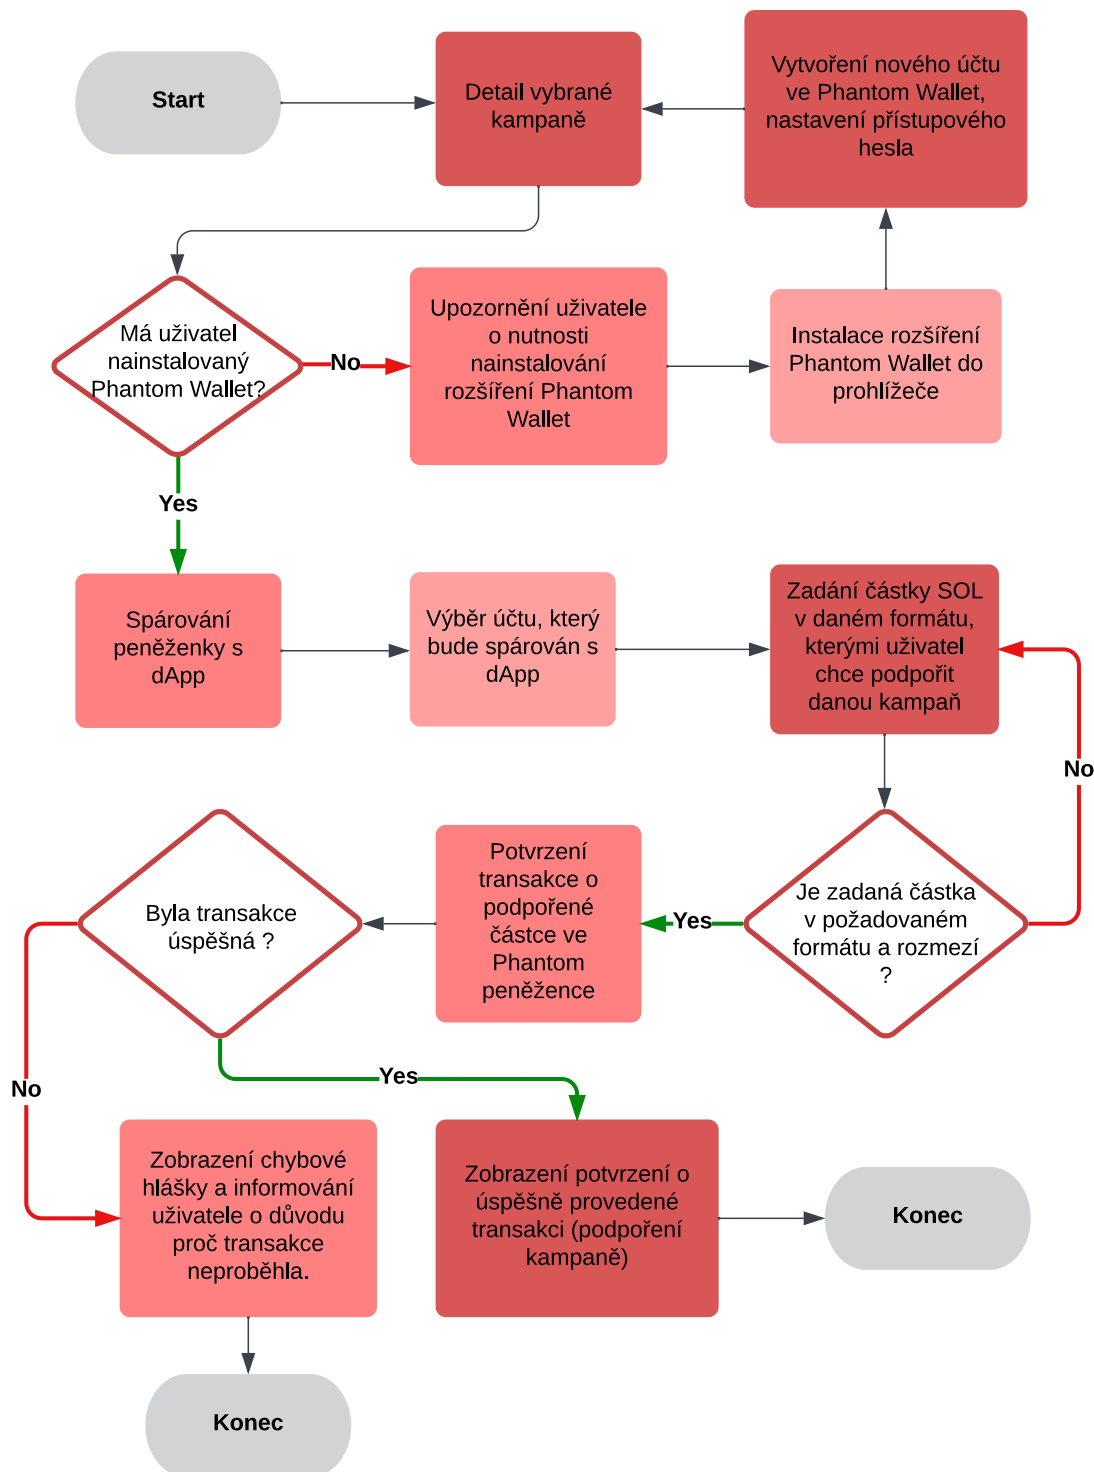 Start
Detail vybrané
kampaně
Vytvoření nového účtu
ve Phantom Wallet,
nastavení přístupového
hesla
Má uživatel
nainstalovaný
Phantom Wallet?
No
Upozornění uživatele
o nutnosti
nainstalování
rozšíření Phantom
Wallet
Instalace rozšíření
Phantom Wallet do
prohlížeče
Yes
Spárování
peněženky s
dApp
Výběr účtu, který
bude spárován s
dApp
Zadání částky SOL
v daném formátu,
kterými uživatel
chce podpořit
danou kampaň
No
Je zadaná částka
v požadovaném
formátu a rozmezí
?
Yes
Potvrzení
transakce o
podpořené
částce ve
Phantom
peněžence
Byla transakce
úspěšná ?
No
Yes
Zobrazení chybové
hlášky a informování
uživatele o důvodu
proč transakce
neproběhla.
Zobrazení potvrzení o
úspěšně provedené
transakci (podpoření
kampaně)
Konec
Konec